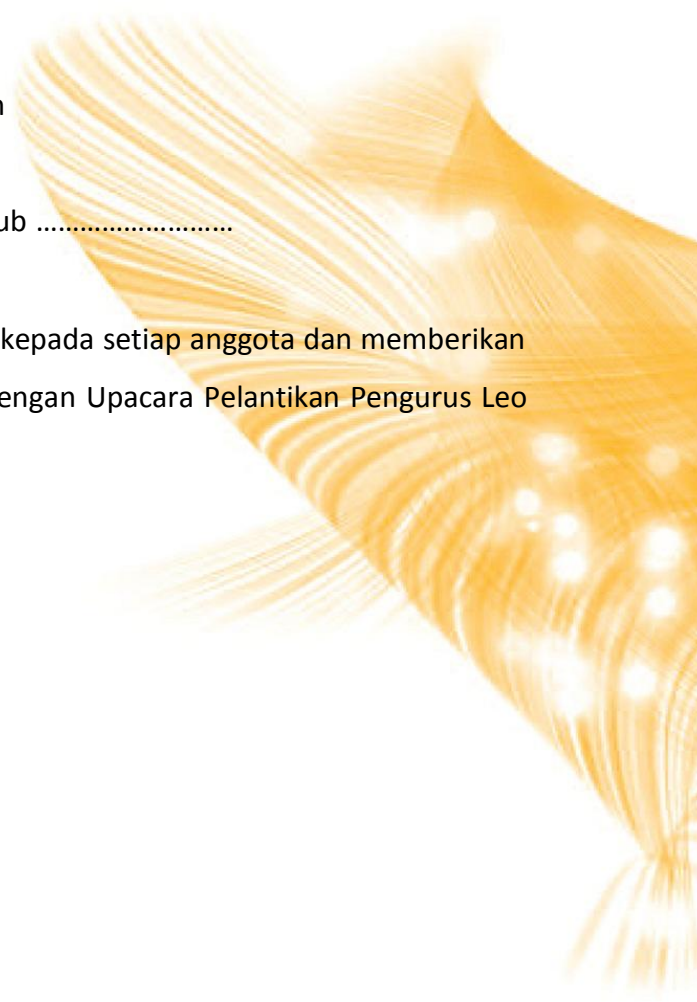 ub ...........................
kepada setiap anggota dan memberikan
engan Upacara Pelantikan Pengurus Leo